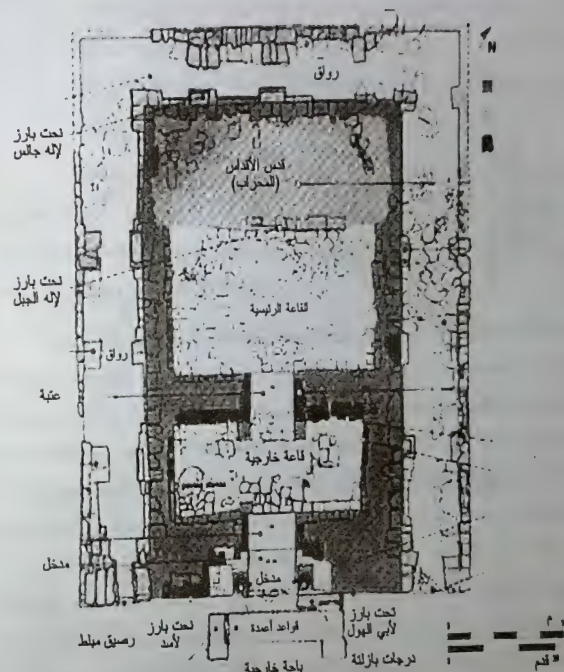 N
رواق
نحت بارز
لإله جالس
قدس الأقداس
(المحراب)
نحت بارز
لإله الجبل
القاعة الرئيسية
رواق
عتبة
قاعة خارجية
مدخل
مدخل
رصيف مبلط
نحت بارز
لأسد
قواعد أعمدة
نحت بارز
لأبي الهول
باحة خارجية
درجات بازلتية
م
قدم